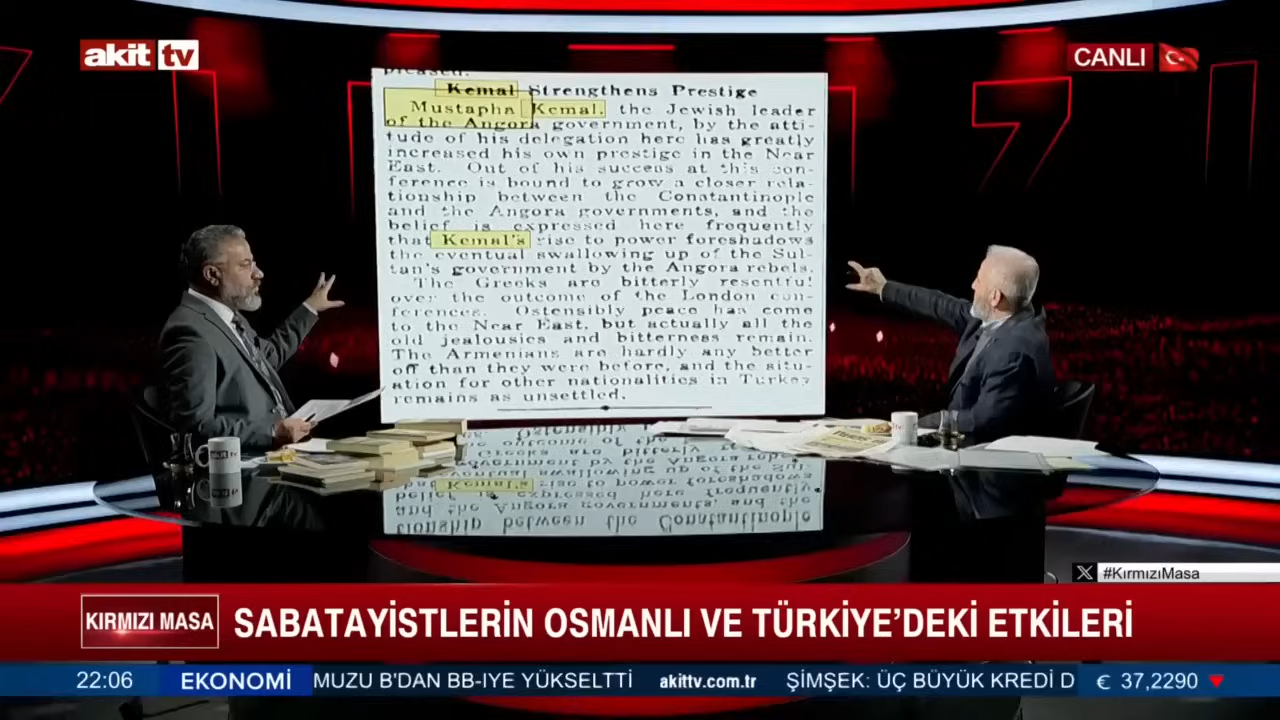 akit tv
CANLI
pleased.
Kemal Strengthens Prestige
Mustapha Kemal, the Jewish leader
of the Angora government, by the atti-
tude of his delegation here has greatly
increased his own prestige in the Near
East. Out of his success at this con-
ference is bound to grow a closer rela-
tionship between the Constantinople
and the Angora governments, and the
belief is expressed here frequently
that Kemal's rise to power foreshadows
the eventual swallowing up of the Sul-
tan's government by the Angora rebels.
The Greeks are bitterly resentful
over the outcome of the London con-
ferences. Ostensibly peace has come
to the Near East, but actually all the
old jealousies and bitterness remain.
The Armenians are hardly any better
off than they were before, and the situ-
ation for other nationalities in Turkey
remains as unsettled.
akit tv
#KırmızıMasa
KIRMIZI MASA
SABATAYİSTLERİN OSMANLI VE TÜRKİYE'DEKİ ETKİLERİ
22:06 EKONOMİ MUZU B'DAN BB-IYE YÜKSELTTİ akittv.com.tr ŞİMŞEK: ÜÇ BÜYÜK KREDİ D € 37,2290